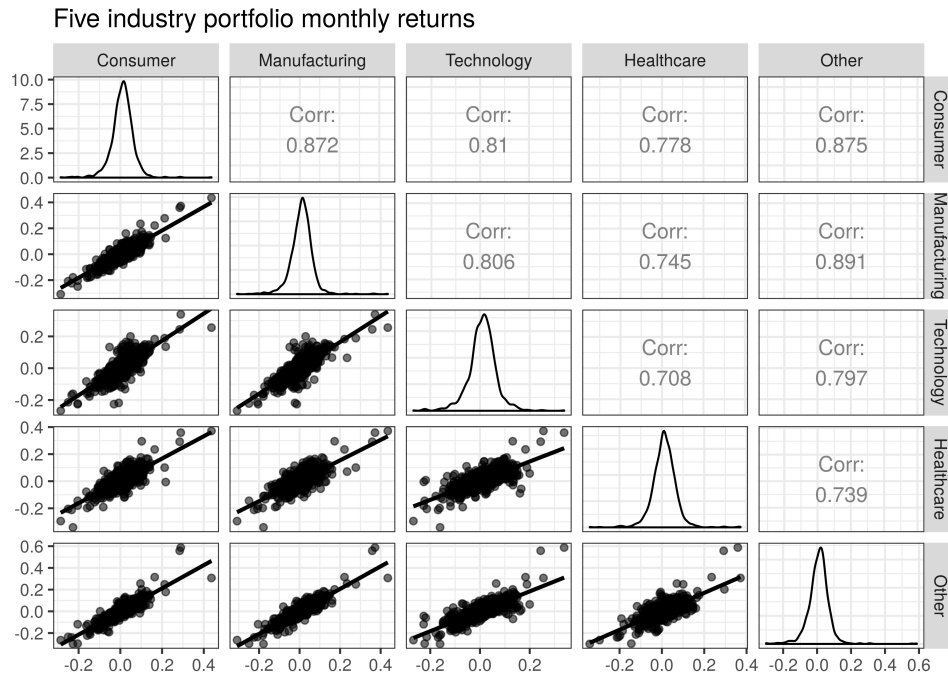 Five industry portfolio monthly returns
Consumer
Manufacturing
Technology
Healthcare
Other
10.0
7.5
5.0
2.5
0.0
Corr:
0.872
Corr:
0.81
Corr:
0.778
Corr:
0.875
Consumer
0.4
0.2
0.0
-0.2
Corr:
0.806
Corr:
0.745
Corr:
0.891
Manufacturing
0.2
0.0
-0.2
Corr:
0.708
Corr:
0.797
Technology
0.4
0.2
0.0
-0.2
Corr:
0.739
Healthcare
0.6
0.4
0.2
0.0
-0.2
Other
-0.2 0.0 0.2 0.4
-0.2 0.0 0.2 0.4
-0.2 0.0 0.2
-0.2 0.0 0.2 0.4
-0.2 0.0 0.2 0.4 0.6